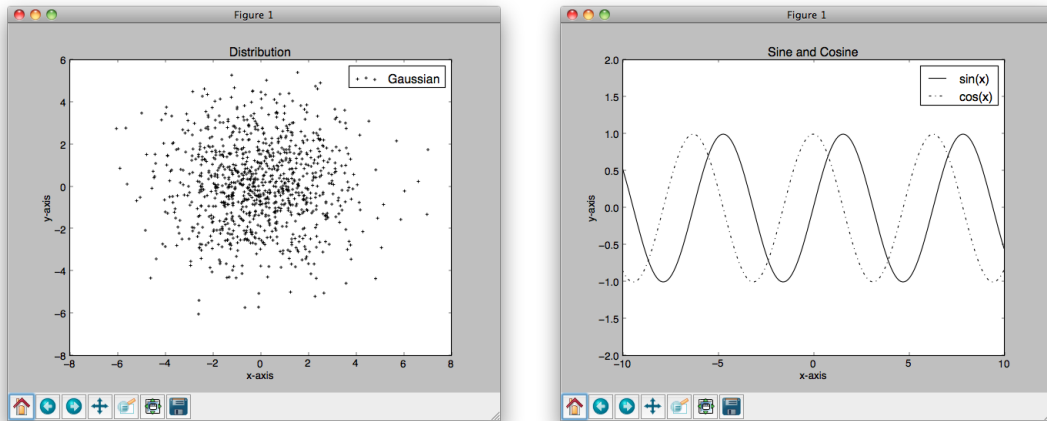 Figure 1
Distribution
6
4
2
0
−2
−4
−6
−8
y-axis
Gaussian
−8 −6 −4 −2 0 2 4 6 8
x-axis
Figure 1
Sine and Cosine
2.0
1.5
1.0
0.5
0.0
−0.5
−1.0
−1.5
−2.0
y-axis
sin(x)
cos(x)
−10 −5 0 5 10
x-axis